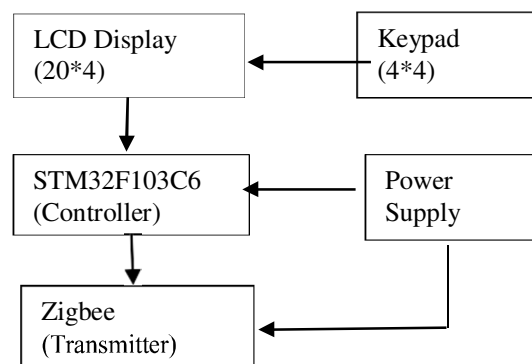 LCD Display
(20*4)
Keypad
(4*4)
STM32F103C6
(Controller)
Power
Supply
Zigbee
(Transmitter)